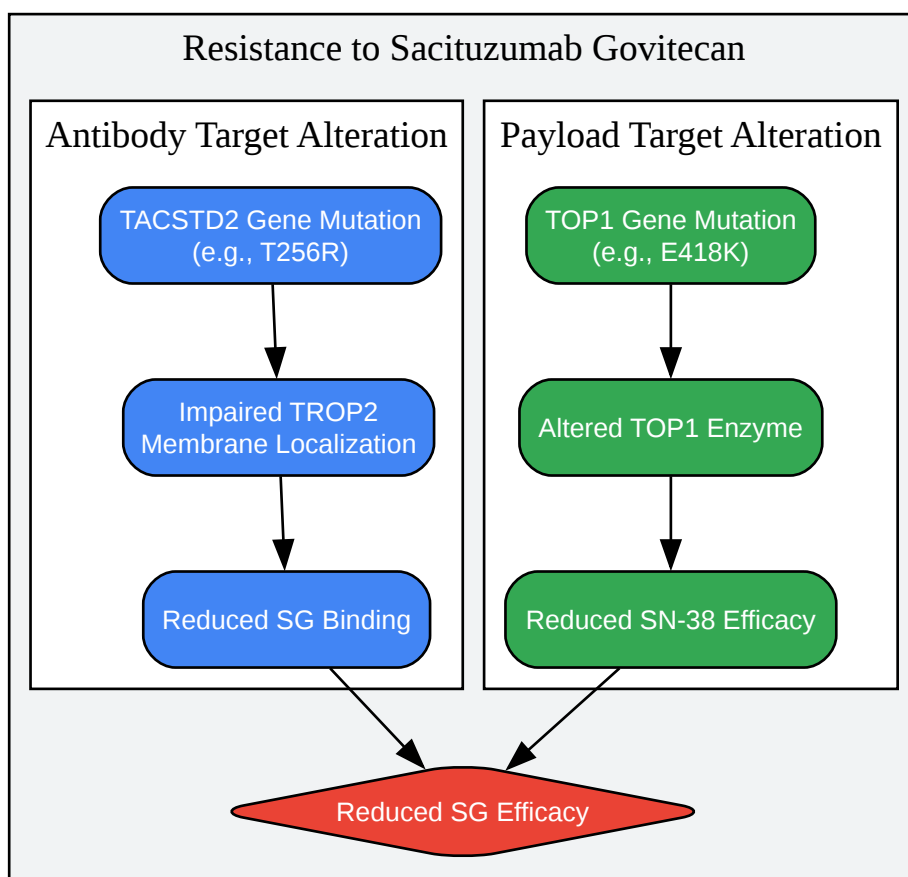 Resistance to Sacituzumab Govitecan
Antibody Target Alteration
TACSTD2 Gene Mutation
(e.g., T256R)
Impaired TROP2
Membrane Localization
Reduced SG Binding
Payload Target Alteration
TOP1 Gene Mutation
(e.g., E418K)
Altered TOP1 Enzyme
Reduced SN-38 Efficacy
Reduced SG Efficacy